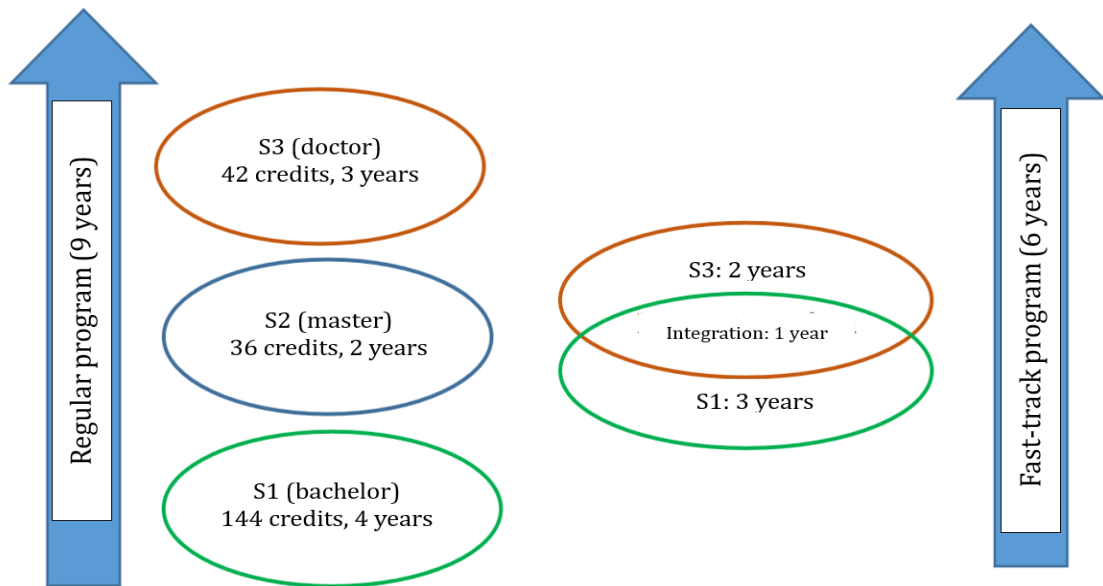 Regular program (9 years)
S3 (doctor)
42 credits, 3 years
S2 (master)
36 credits, 2 years
S1 (bachelor)
144 credits, 4 years
S3: 2 years
Integration: 1 year
S1: 3 years
Fast-track program (6 years)